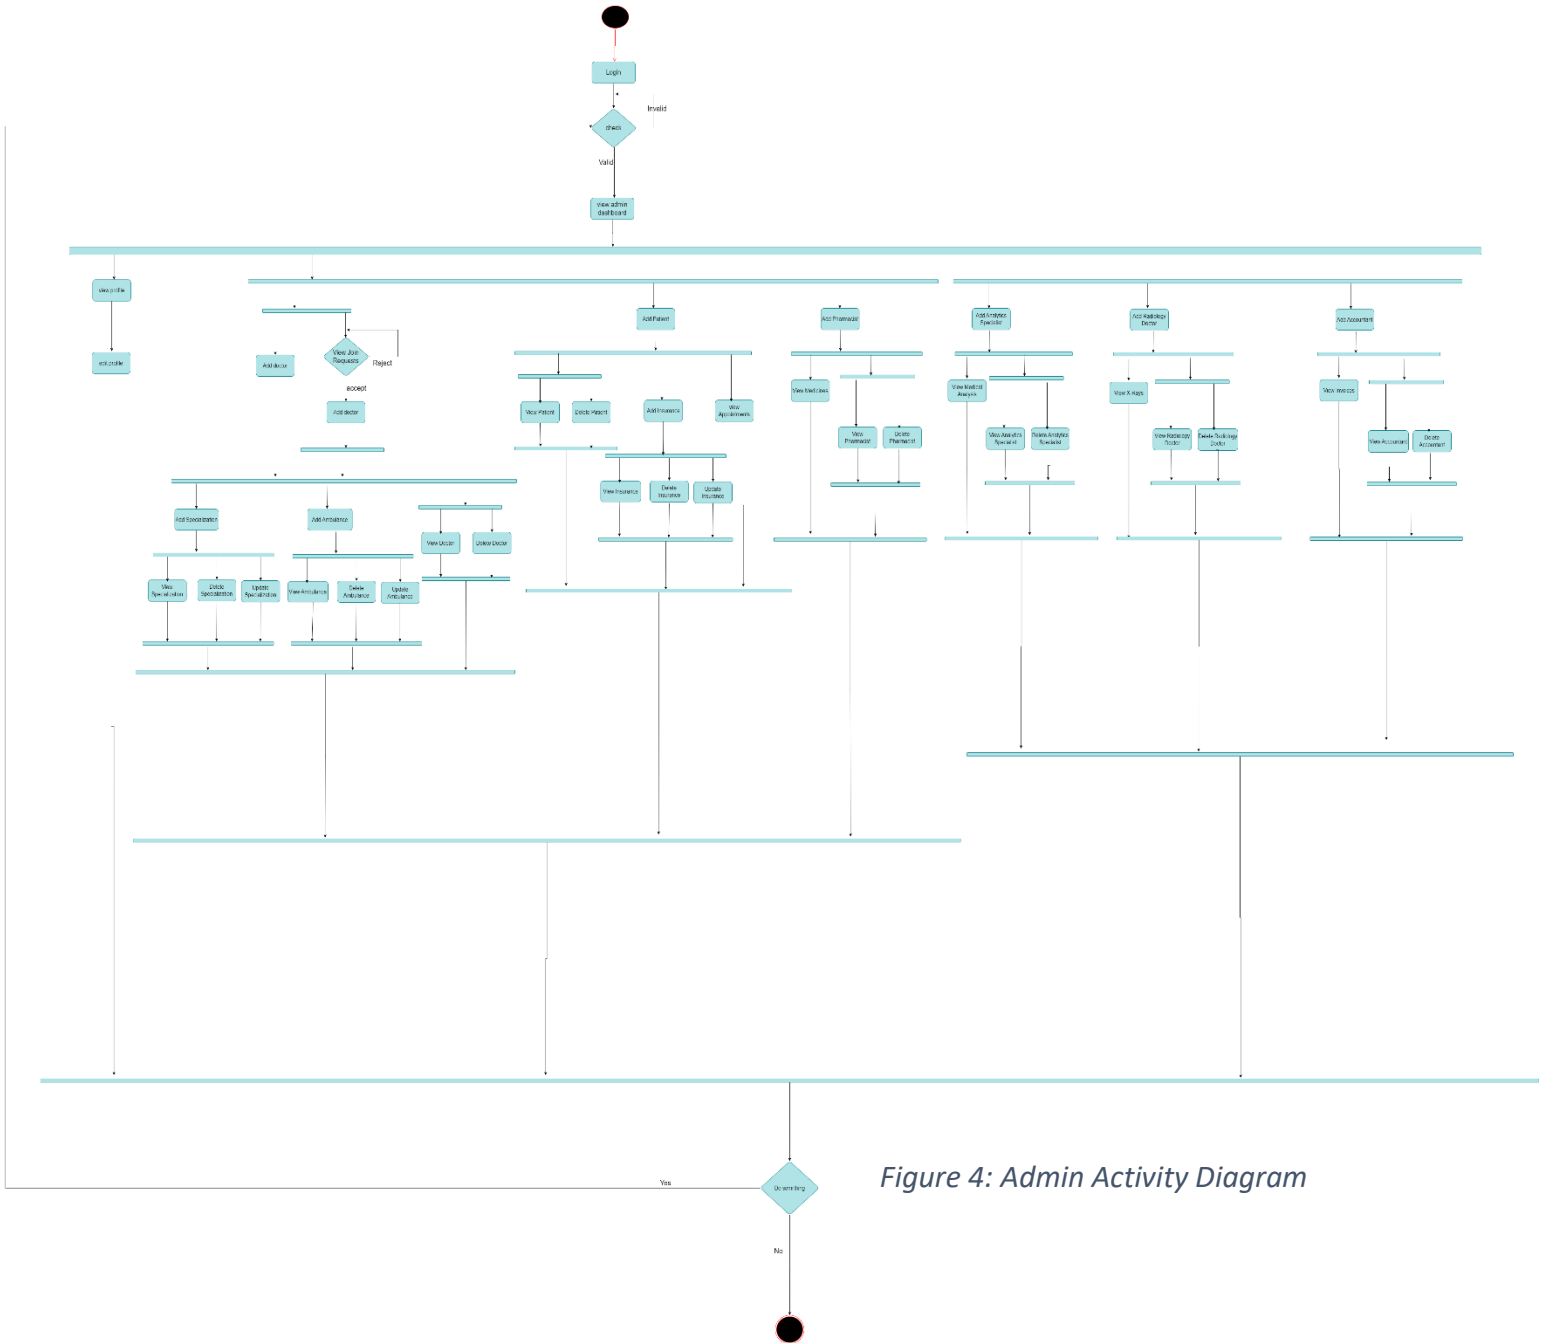 Login
Invalid
check
Valid
view admin
dashboard
view profile
edit profile
Add doctor
View Join
Requests
Reject
accept
Add doctor
Add Patient
Add Pharmacist
Add Analytics
Specialist
Add Radiology
Doctor
Add Accountant
View Patient
Delete Patient
Add Insurance
View
Appointments
View Insurance
Delete
Insurance
Update
Insurance
View Medicines
View
Pharmacist
Delete
Pharmacist
View Medical
Analysis
View Analytics
Specialist
Delete Analytics
Specialist
View X-Rays
View Radiology
Doctor
Delete Radiology
Doctor
View Invoices
View Accountant
Delete
Accountant
Add Specialization
Add Ambulance
View Doctor
Delete Doctor
View
Specialization
Delete
Specialization
Update
Specialization
View Ambulance
Delete
Ambulance
Update
Ambulance
Figure 4: Admin Activity Diagram
Yes
No